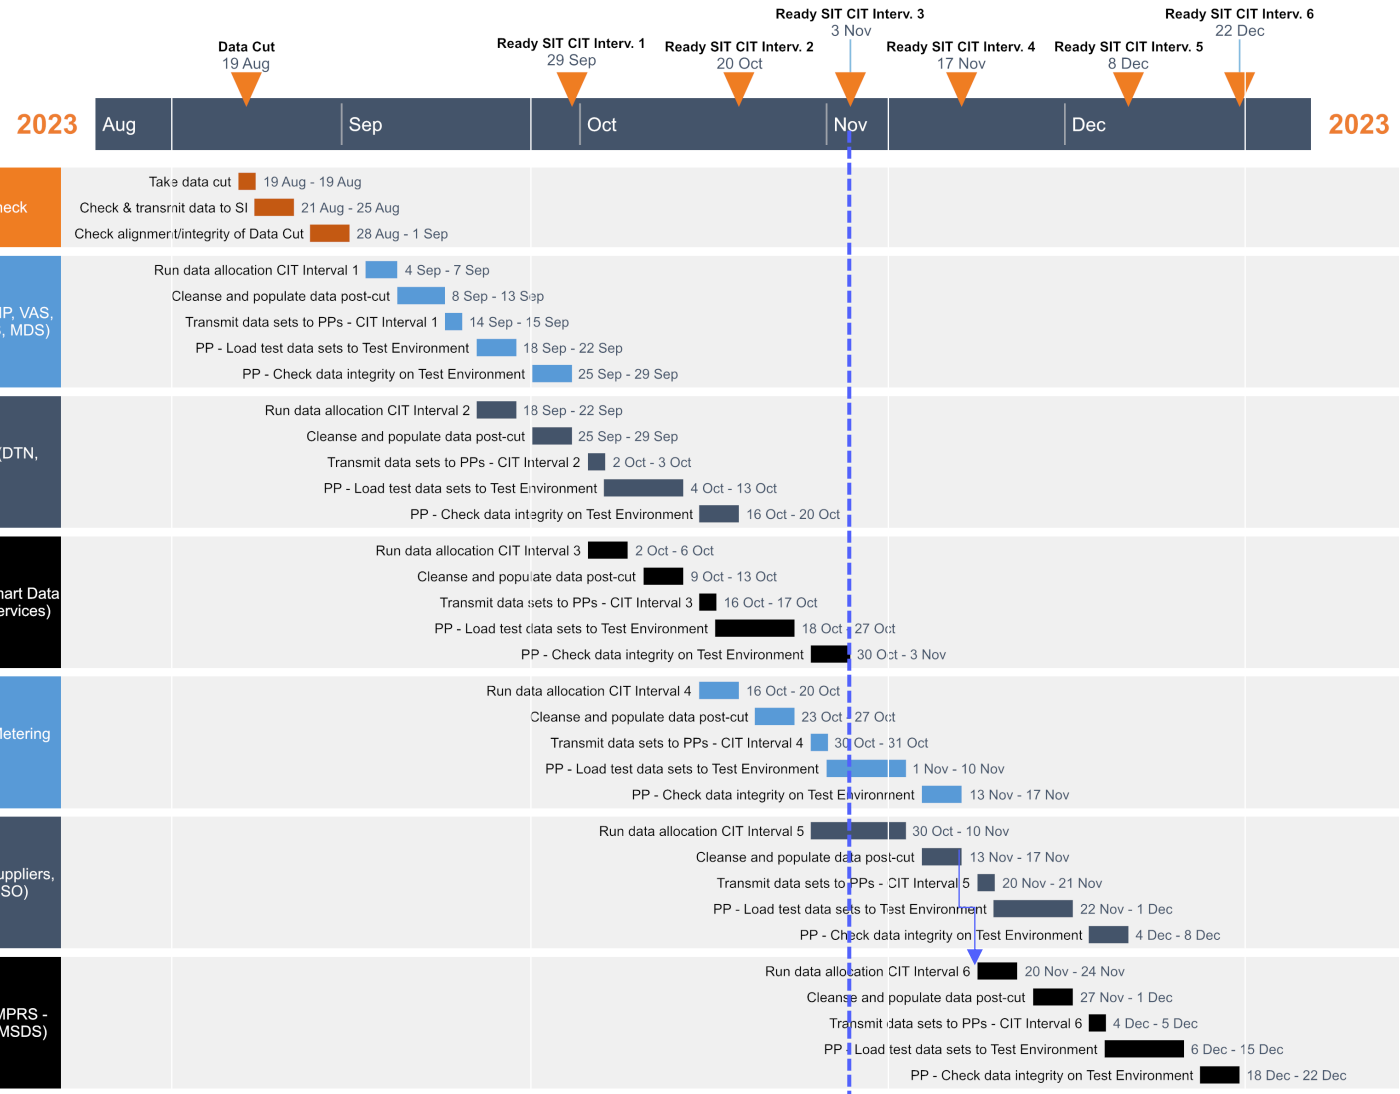 Ready SIT CIT Interv. 3
3 Nov
Ready SIT CIT Interv. 6
22 Dec
Data Cut
19 Aug
Ready SIT CIT Interv. 1
29 Sep
Ready SIT CIT Interv. 2
20 Oct
Ready SIT CIT Interv. 4
17 Nov
Ready SIT CIT Interv. 5
8 Dec
2023
Aug
Sep
Oct
Nov
Dec
2023
heck
Take data cut 19 Aug - 19 Aug
Check & transmit data to SI 21 Aug - 25 Aug
Check alignment/integrity of Data Cut 28 Aug - 1 Sep
IP, VAS,
, MDS)
Run data allocation CIT Interval 1 4 Sep - 7 Sep
Cleanse and populate data post-cut 8 Sep - 13 Sep
Transmit data sets to PPs - CIT Interval 1 14 Sep - 15 Sep
PP - Load test data sets to Test Environment 18 Sep - 22 Sep
PP - Check data integrity on Test Environment 25 Sep - 29 Sep
(DTN,
Run data allocation CIT Interval 2 18 Sep - 22 Sep
Cleanse and populate data post-cut 25 Sep - 29 Sep
Transmit data sets to PPs - CIT Interval 2 2 Oct - 3 Oct
PP - Load test data sets to Test Environment 4 Oct - 13 Oct
PP - Check data integrity on Test Environment 16 Oct - 20 Oct
nart Data
ervices)
Run data allocation CIT Interval 3 2 Oct - 6 Oct
Cleanse and populate data post-cut 9 Oct - 13 Oct
Transmit data sets to PPs - CIT Interval 3 16 Oct - 17 Oct
PP - Load test data sets to Test Environment 18 Oct - 27 Oct
PP - Check data integrity on Test Environment 30 Oct - 3 Nov
Metering
Run data allocation CIT Interval 4 16 Oct - 20 Oct
Cleanse and populate data post-cut 23 Oct - 27 Oct
Transmit data sets to PPs - CIT Interval 4 30 Oct - 31 Oct
PP - Load test data sets to Test Environment 1 Nov - 10 Nov
PP - Check data integrity on Test Environment 13 Nov - 17 Nov
uppliers,
SO)
Run data allocation CIT Interval 5 30 Oct - 10 Nov
Cleanse and populate data post-cut 13 Nov - 17 Nov
Transmit data sets to PPs - CIT Interval 5 20 Nov - 21 Nov
PP - Load test data sets to Test Environment 22 Nov - 1 Dec
PP - Check data integrity on Test Environment 4 Dec - 8 Dec
MPRS -
MSDS)
Run data allocation CIT Interval 6 20 Nov - 24 Nov
Cleanse and populate data post-cut 27 Nov - 1 Dec
Transmit data sets to PPs - CIT Interval 6 4 Dec - 5 Dec
PP - Load test data sets to Test Environment 6 Dec - 15 Dec
PP - Check data integrity on Test Environment 18 Dec - 22 Dec